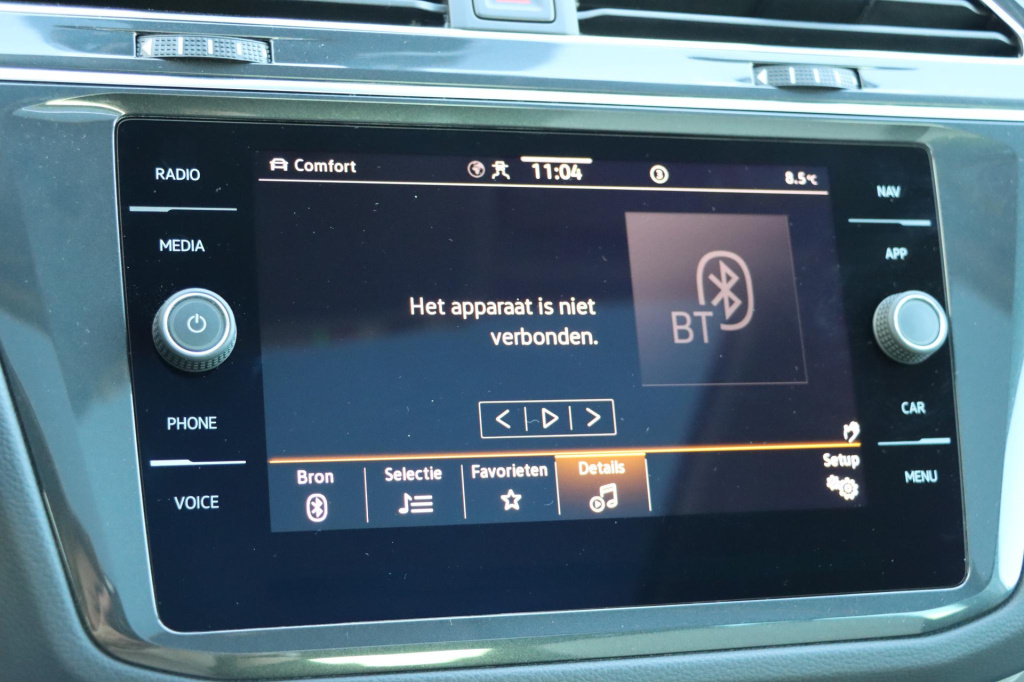 RADIO
MEDIA
PHONE
VOICE
Comfort
11:04
3
8.5°C
Het apparaat is niet
verbonden.
BT
Bron
Selectie
Favorieten
Details
Setup
NAV
APP
CAR
MENU